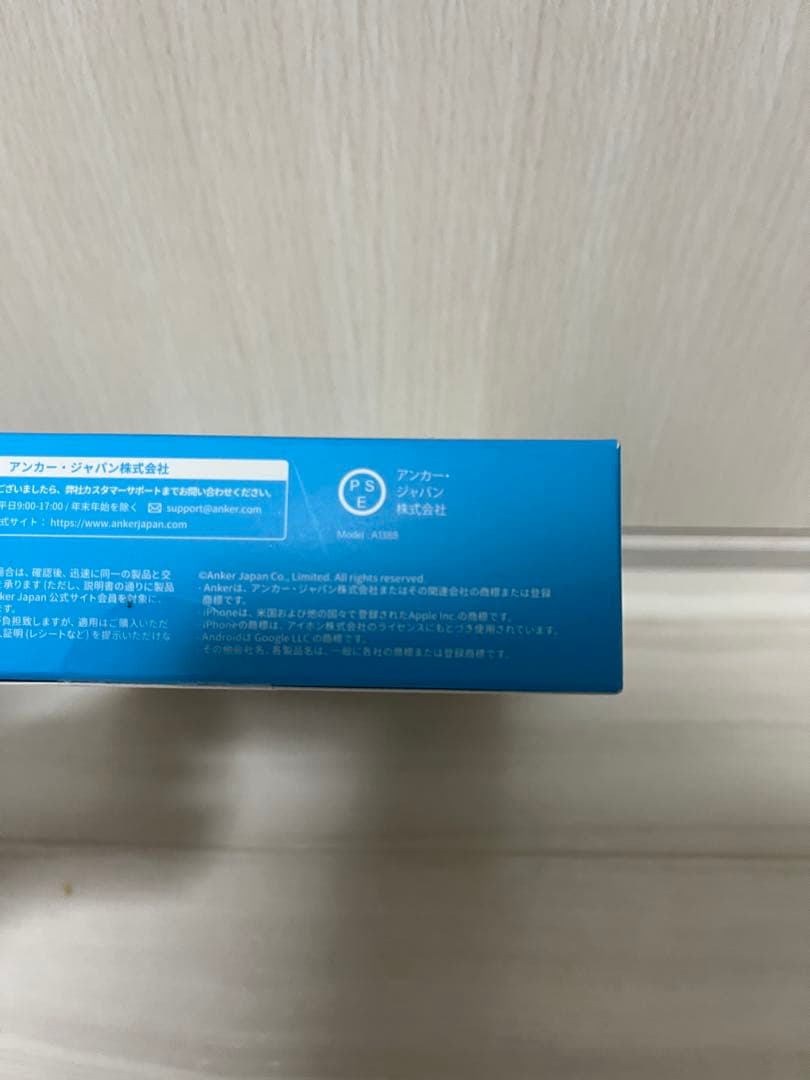 アンカー・ジャパン株式会社
ございましたら、弊社カスタマーサポートまでお問い合わせください。
平日9:00-17:00 / 年末年始を除く support@anker.com
式サイト： https://www.ankerjapan.com
場合は、確認後、迅速に同一の製品と交
を承ります (ただし、説明書の通りに製品
ker Japan 公式サイト会員を対象に、
ます。
負担致しますが、適用はご購入いただ
入証明 (レシートなど) を提示いただけな
PSE
アンカー・
ジャパン
株式会社
Model :
©Anker Japan Co., Limited. All rights reserved.
・Ankerは、アンカー・ジャパン株式会社またはその関連会社の商標または登録
商標です。
・iPhoneは、米国および他の国々で登録されたApple Inc.の商標です。
・iPhoneの商標は、アイホン株式会社のライセンスにもとづき使用されています。
・Androidは Google LLC の商標です。
・その他会社名、各製品名は、一般に各社の商標または登録商標です。